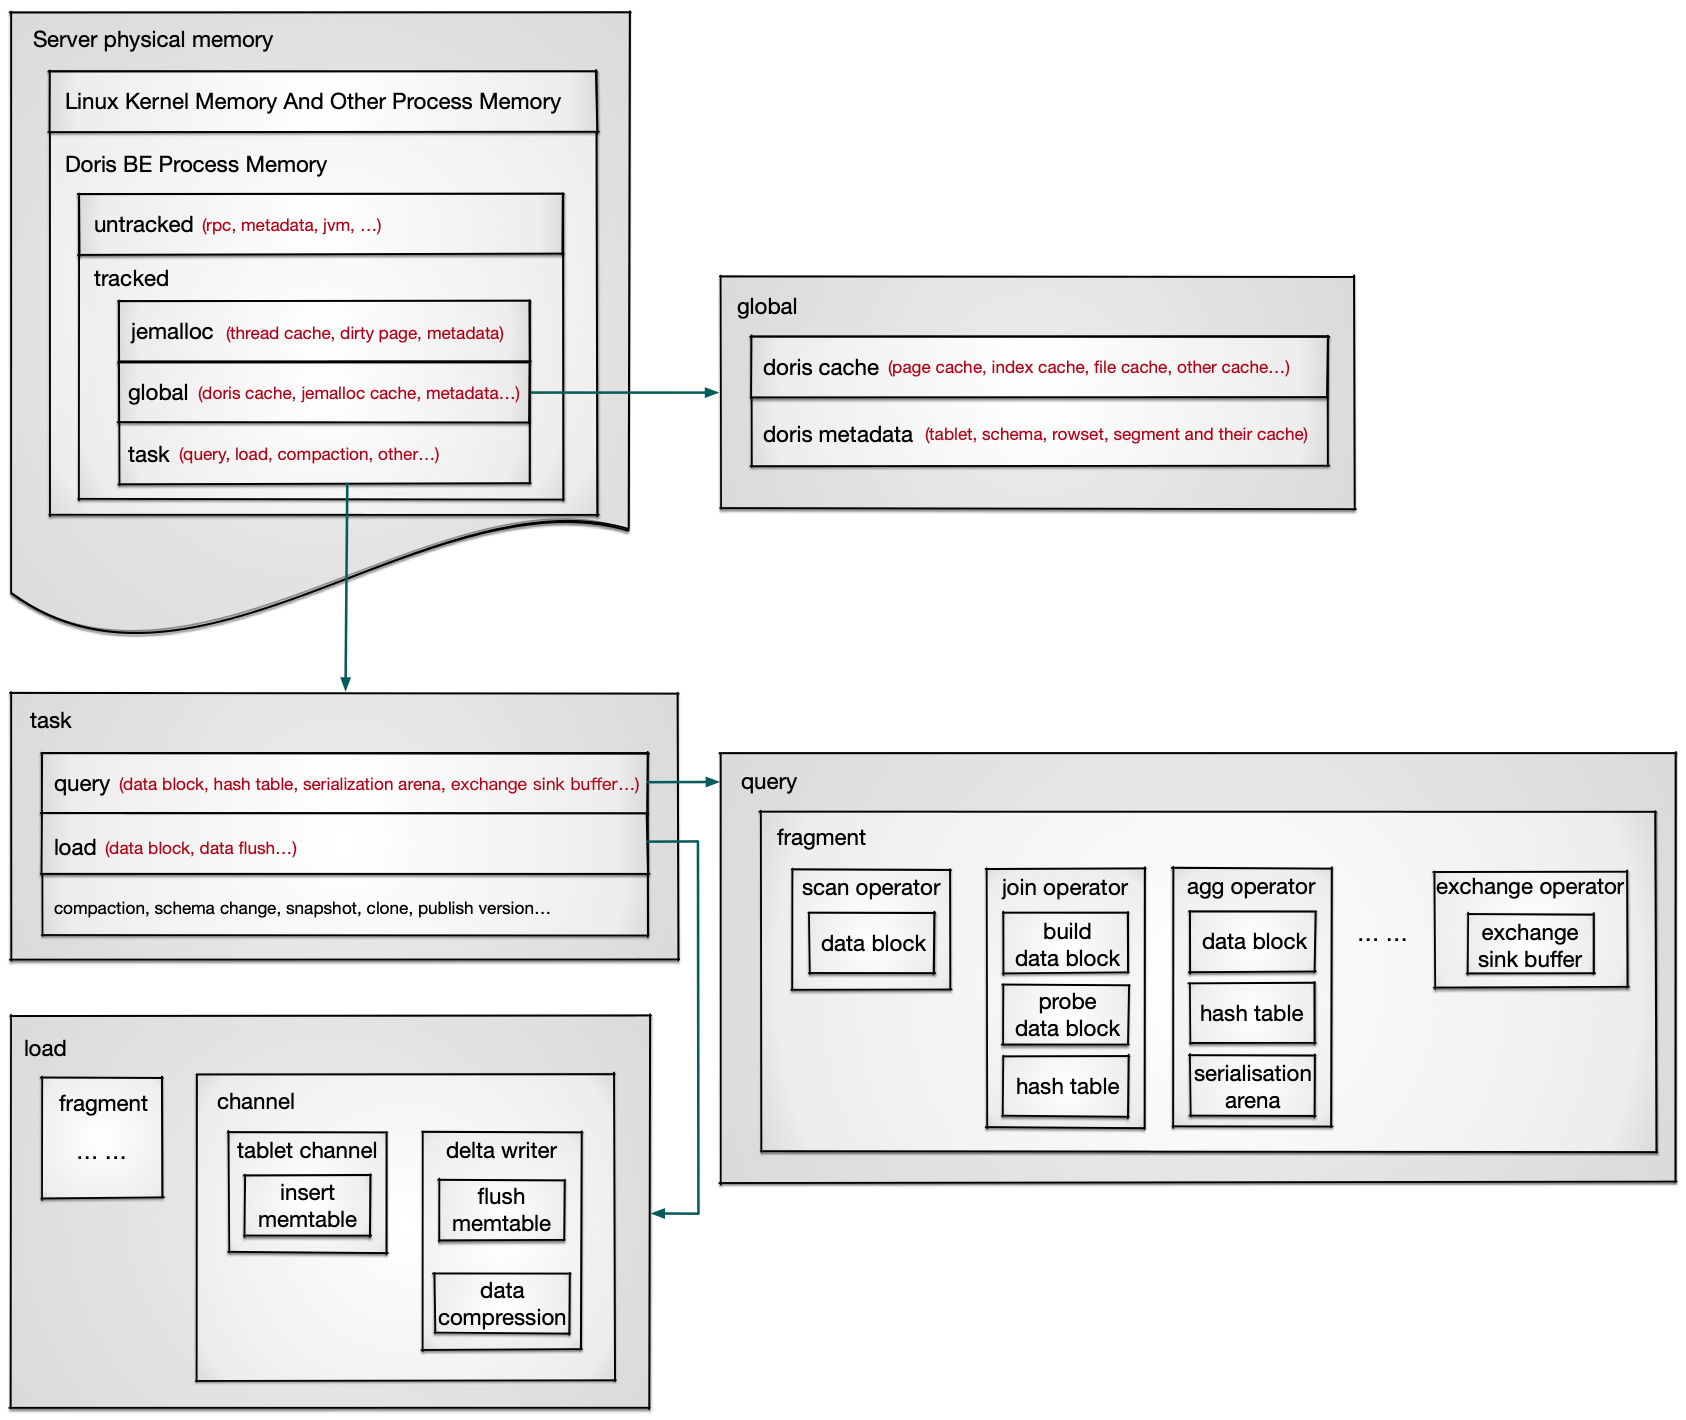 Server physical memory
Linux Kernel Memory And Other Process Memory
Doris BE Process Memory
untracked (rpc, metadata, jvm, ...)
tracked
jemalloc (thread cache, dirty page, metadata)
global (doris cache, jemalloc cache, metadata...)
task (query, load, compaction, other...)
global
doris cache (page cache, index cache, file cache, other cache...)
doris metadata (tablet, schema, rowset, segment and their cache)
task
query (data block, hash table, serialization arena, exchange sink buffer...)
load (data block, data flush...)
compaction, schema change, snapshot, clone, publish version...
query
fragment
scan operator
data block
join operator
build
data block
probe
data block
hash table
agg operator
data block
hash table
serialisation
arena
... ...
exchange operator
exchange
sink buffer
load
fragment
... ...
channel
tablet channel
insert
memtable
delta writer
flush
memtable
data
compression